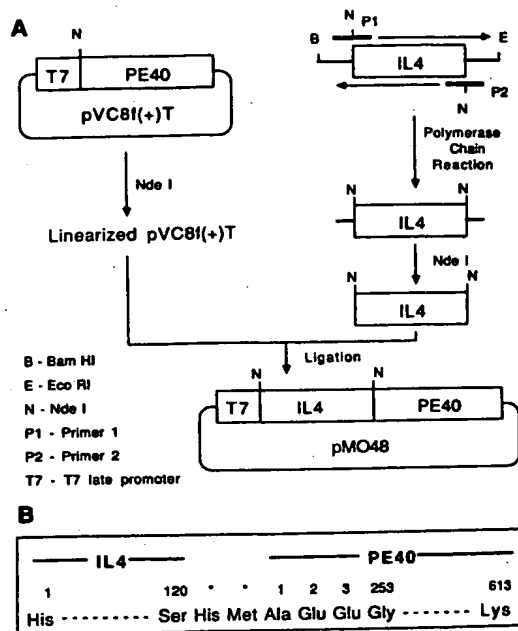 A
N
T7 PE40
pVC8f(+)T
Nde I
Linearized pVC8f(+)T
N P1
B E
IL4
P2
N
Polymerase
Chain
Reaction
N N
IL4
Nde I
N N
IL4
Ligation
B - Bam HI
E - Eco RI
N - Nde I
P1 - Primer 1
P2 - Primer 2
T7 - T7 late promoter
N N
T7 IL4 PE40
pMO48
B
IL4 PE40
1 120 * * 1 2 3 253 613
His - - - - - - - - - Ser His Met Ala Glu Glu Gly - - - - - - - Lys